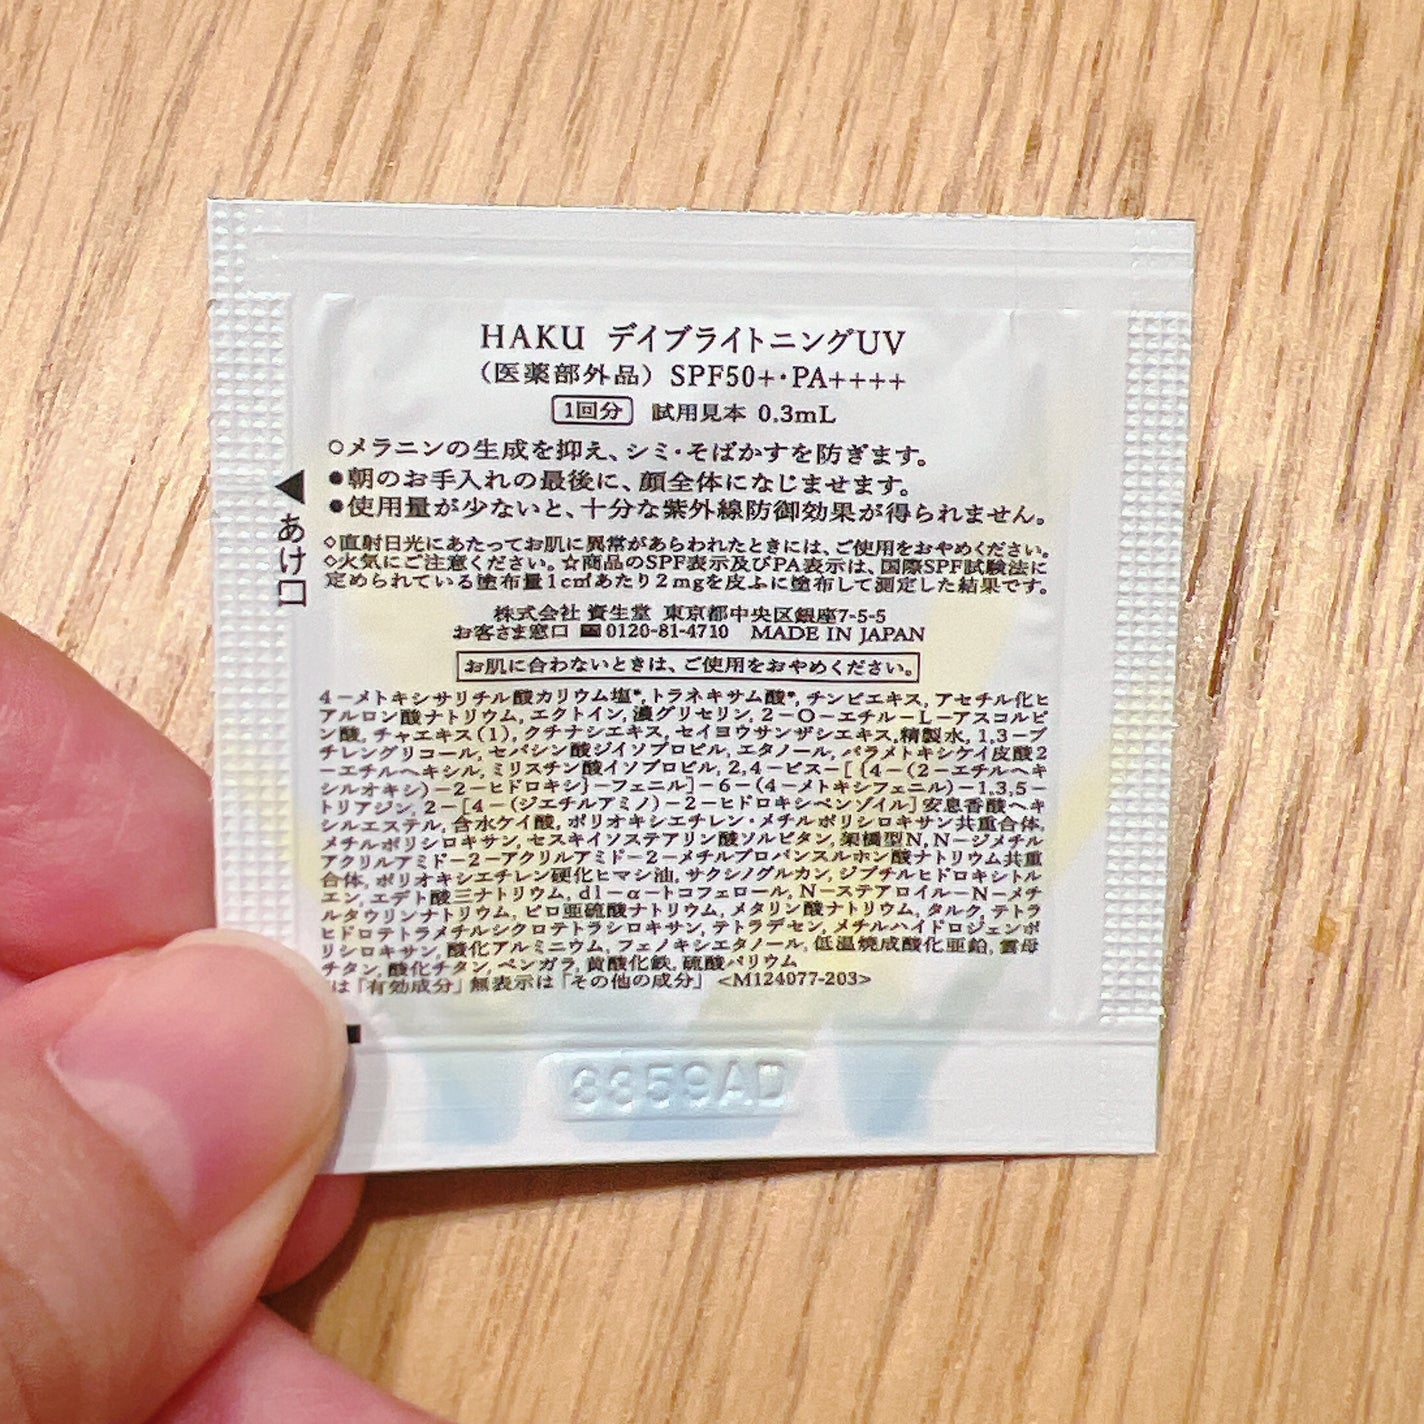 HAKU デイブライトニングUV
(医薬部外品) SPF50+・PA++++
1回分 試用見本 0.3mL
○メラニンの生成を抑え、シミ・そばかすを防ぎます。
●朝のお手入れの最後に、顔全体になじませます。
●使用量が少ないと、十分な紫外線防御効果が得られません。
◇直射日光にあたってお肌に異常があらわれたときには、ご使用をおやめください。
◇火気にご注意ください。☆商品のSPF表示及びPA表示は、国際SPF試験法に
定められている塗布量1c㎡あたり2mgを皮ふに塗布して測定した結果です。
株式会社 資生堂 東京都中央区銀座7-5-5
お客さま窓口 0120-81-4710 MADE IN JAPAN
お肌に合わないときは、ご使用をおやめください。
4-メトキシサリチル酸カリウム塩*, トラネキサム酸*, チンピエキス, アセチル化ヒ
アルロン酸ナトリウム, エクトイン, 濃グリセリン, 2-O-エチル-L-アスコルビ
ン酸, チャエキス(1), クチナシエキス, セイヨウサンザシエキス, 精製水, 1,3-ブ
チレングリコール, セバシン酸ジイソプロピル, エタノール, パラメトキシケイ皮酸2
-エチルヘキシル, ミリスチン酸イソプロピル, 2,4-ビス-[{4-(2-エチルヘキ
シルオキシ)-2-ヒドロキシ}-フェニル]-6-(4-メトキシフェニル)-1,3,5-
トリアジン, 2-[4-(ジエチルアミノ)-2-ヒドロキシベンゾイル]安息香酸ヘキ
シルエステル, 含水ケイ酸, ポリオキシエチレン・メチルポリシロキサン共重合体,
メチルポリシロキサン, セスキイソステアリン酸ソルビタン, 架橋型N,N-ジメチル
アクリルアミド-2-アクリルアミド-2-メチルプロパンスルホン酸ナトリウム共重
合体, ポリオキシエチレン硬化ヒマシ油, サクシノグルカン, ジブチルヒドロキシトル
エン, エデト酸三ナトリウム, dl-α-トコフェロール, N-ステアロイル-N-メチ
ルタウリンナトリウム, ピロ亜硫酸ナトリウム, メタリン酸ナトリウム, タルク, テトラ
ヒドロテトラメチルシクロテトラシロキサン, テトラデセン, メチルハイドロジェンポ
リシロキサン, 酸化アルミニウム, フェノキシエタノール, 低温焼成酸化亜鉛, 雲母
チタン, 酸化チタン, ベンガラ, 黄酸化鉄, 硫酸バリウム
は「有効成分」無表示は「その他の成分」 <M124077-203>
◀あけ口
3359AD